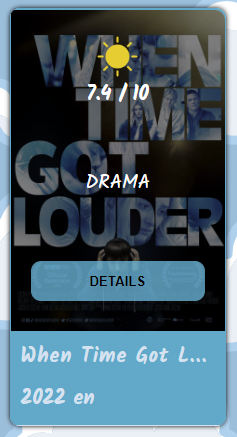 WHEN
TIME
GOT
LOUDER
7.4 / 10
DRAMA
DETAILS
When Time Got L...
2022 en